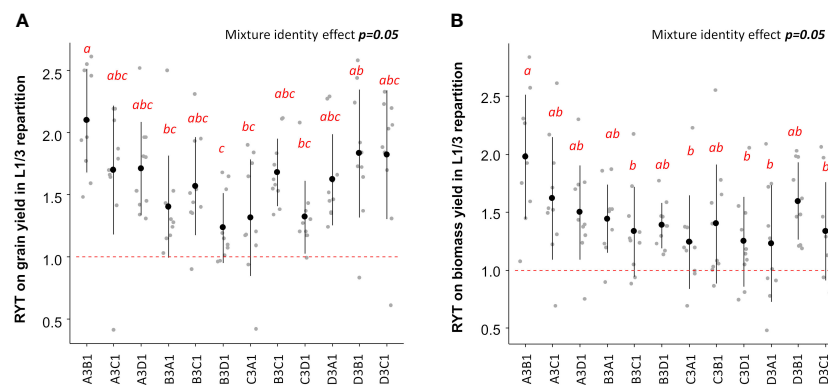 A
Mixture identity effect p=0.05
RYT on grain yield in L1/3 repartition
2.5
2.0
1.5
1.0
0.5
a
abc
abc
bc
abc
c
bc
abc
bc
abc
ab
abc
A3B1
A3C1
A3D1
B3A1
B3C1
B3D1
C3A1
C3B1
C3D1
D3A1
D3B1
D3C1
B
Mixture identity effect p=0.05
RYT on biomass yield in L1/3 repartition
2.5
2.0
1.5
1.0
0.5
a
ab
ab
ab
b
ab
b
ab
b
b
ab
b
A3B1
A3C1
A3D1
B3A1
B3C1
B3D1
C3A1
C3B1
C3D1
D3A1
D3B1
D3C1